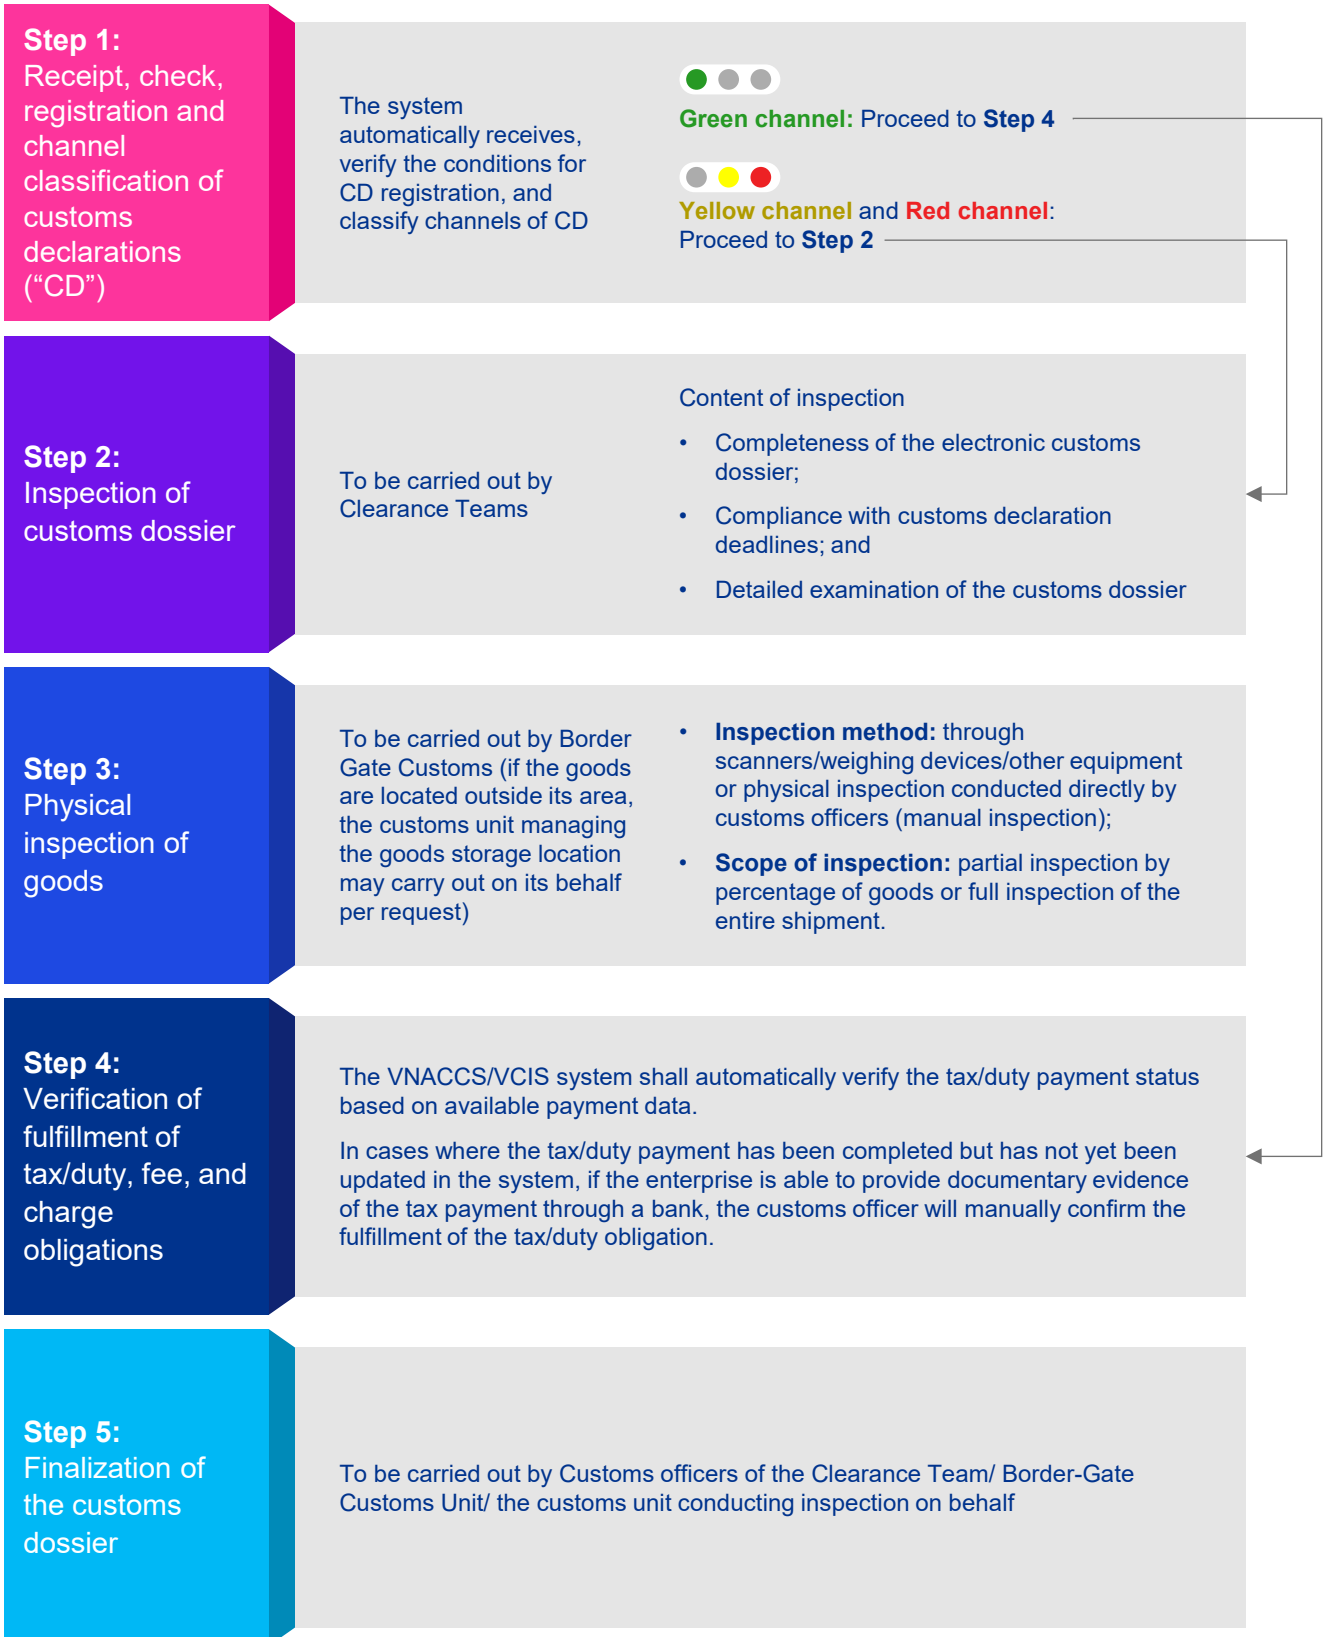 Step 1:
Receipt, check,
registration and
channel
classification of
customs
declarations
(“CD”)
The system
automatically receives,
verify the conditions for
CD registration, and
classify channels of CD
Green channel: Proceed to Step 4
Yellow channel and Red channel:
Proceed to Step 2
Step 2:
Inspection of
customs dossier
To be carried out by
Clearance Teams
Content of inspection
• Completeness of the electronic customs
dossier;
• Compliance with customs declaration
deadlines; and
• Detailed examination of the customs dossier
Step 3:
Physical
inspection of
goods
To be carried out by Border
Gate Customs (if the goods
are located outside its area,
the customs unit managing
the goods storage location
may carry out on its behalf
per request)
• Inspection method: through
scanners/weighing devices/other equipment
or physical inspection conducted directly by
customs officers (manual inspection);
• Scope of inspection: partial inspection by
percentage of goods or full inspection of the
entire shipment.
Step 4:
Verification of
fulfillment of
tax/duty, fee, and
charge
obligations
The VNACCS/VCIS system shall automatically verify the tax/duty payment status
based on available payment data.
In cases where the tax/duty payment has been completed but has not yet been
updated in the system, if the enterprise is able to provide documentary evidence
of the tax payment through a bank, the customs officer will manually confirm the
fulfillment of the tax/duty obligation.
Step 5:
Finalization of
the customs
dossier
To be carried out by Customs officers of the Clearance Team/ Border-Gate
Customs Unit/ the customs unit conducting inspection on behalf